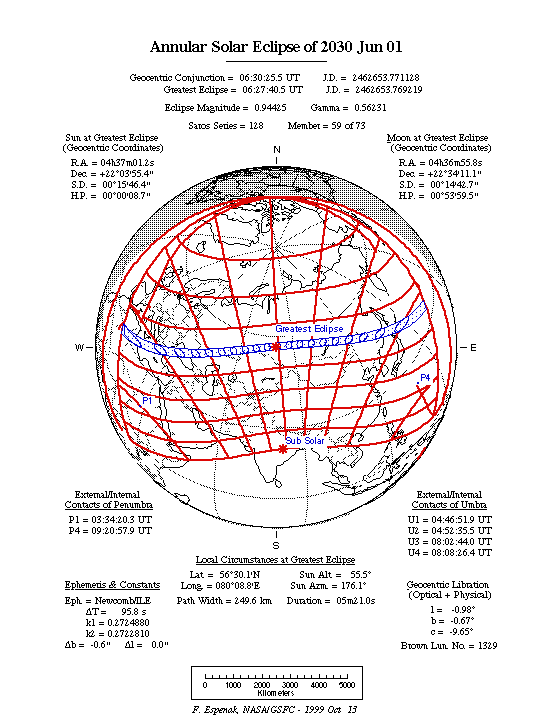 Annular Solar Eclipse of 2030 Jun 01
Geocentric Conjunction = 06:30:25.5 UT J.D. = 2462653.771128
Greatest Eclipse = 06:27:40.5 UT J.D. = 2462653.769219
Eclipse Magnitude = 0.94425 Gamma = 0.56231
Saros Series = 128 Member = 59 of 73
Sun at Greatest Eclipse
(Geocentric Coordinates)
R.A. = 04h37m01.2s
Dec. = +22°03'55.4"
S.D. = 00°15'46.4"
H.P. = 00°00'08.7"
Moon at Greatest Eclipse
(Geocentric Coordinates)
R.A. = 04h36m55.8s
Dec. = +22°34'11.1"
S.D. = 00°14'42.7"
H.P. = 00°53'59.5"
N
Greatest Eclipse
W
E
P1
P4
Sub Solar
S
External/Internal
Contacts of Penumbra
P1 = 03:34:20.3 UT
P4 = 09:20:57.9 UT
External/Internal
Contacts of Umbra
U1 = 04:46:51.9 UT
U2 = 04:52:35.5 UT
U3 = 08:02:44.0 UT
U4 = 08:08:26.4 UT
Local Circumstances at Greatest Eclipse
Lat. = 56°30.1'N Sun Alt = 55.5°
Long. = 080°08.8'E Sun Azm. = 176.1°
Path Width = 249.6 km Duration = 05m21.0s
Ephemeris & Constants
Eph. = Newcomb/ILE
ΔT = 95.8 s
k1 = 0.2724880
k2 = 0.2722810
Δb = -0.6" Δl = 0.0"
Geocentric Libration
(Optical + Physical)
l = -0.98°
b = -0.67°
c = -9.65°
Brown Lun. No. = 1329
0 1000 2000 3000 4000 5000
Kilometers
F. Espenak, NASA/GSFC - 1999 Oct 13